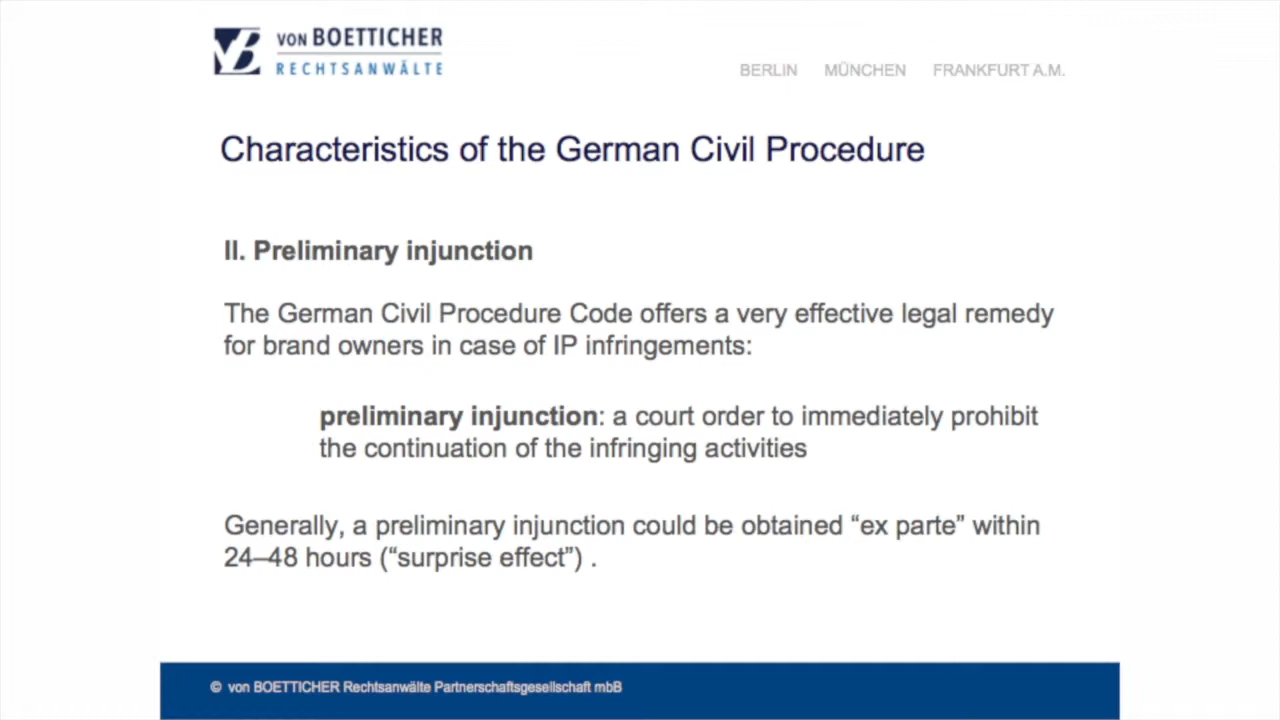 VON BOETTICHER
RECHTSANWÄLTE
BERLIN MÜNCHEN FRANKFURT A.M.
Characteristics of the German Civil Procedure
II. Preliminary injunction
The German Civil Procedure Code offers a very effective legal remedy
for brand owners in case of IP infringements:
preliminary injunction: a court order to immediately prohibit
the continuation of the infringing activities
Generally, a preliminary injunction could be obtained “ex parte” within
24–48 hours (“surprise effect”) .
© von BOETTICHER Rechtsanwälte Partnerschaftsgesellschaft mbB